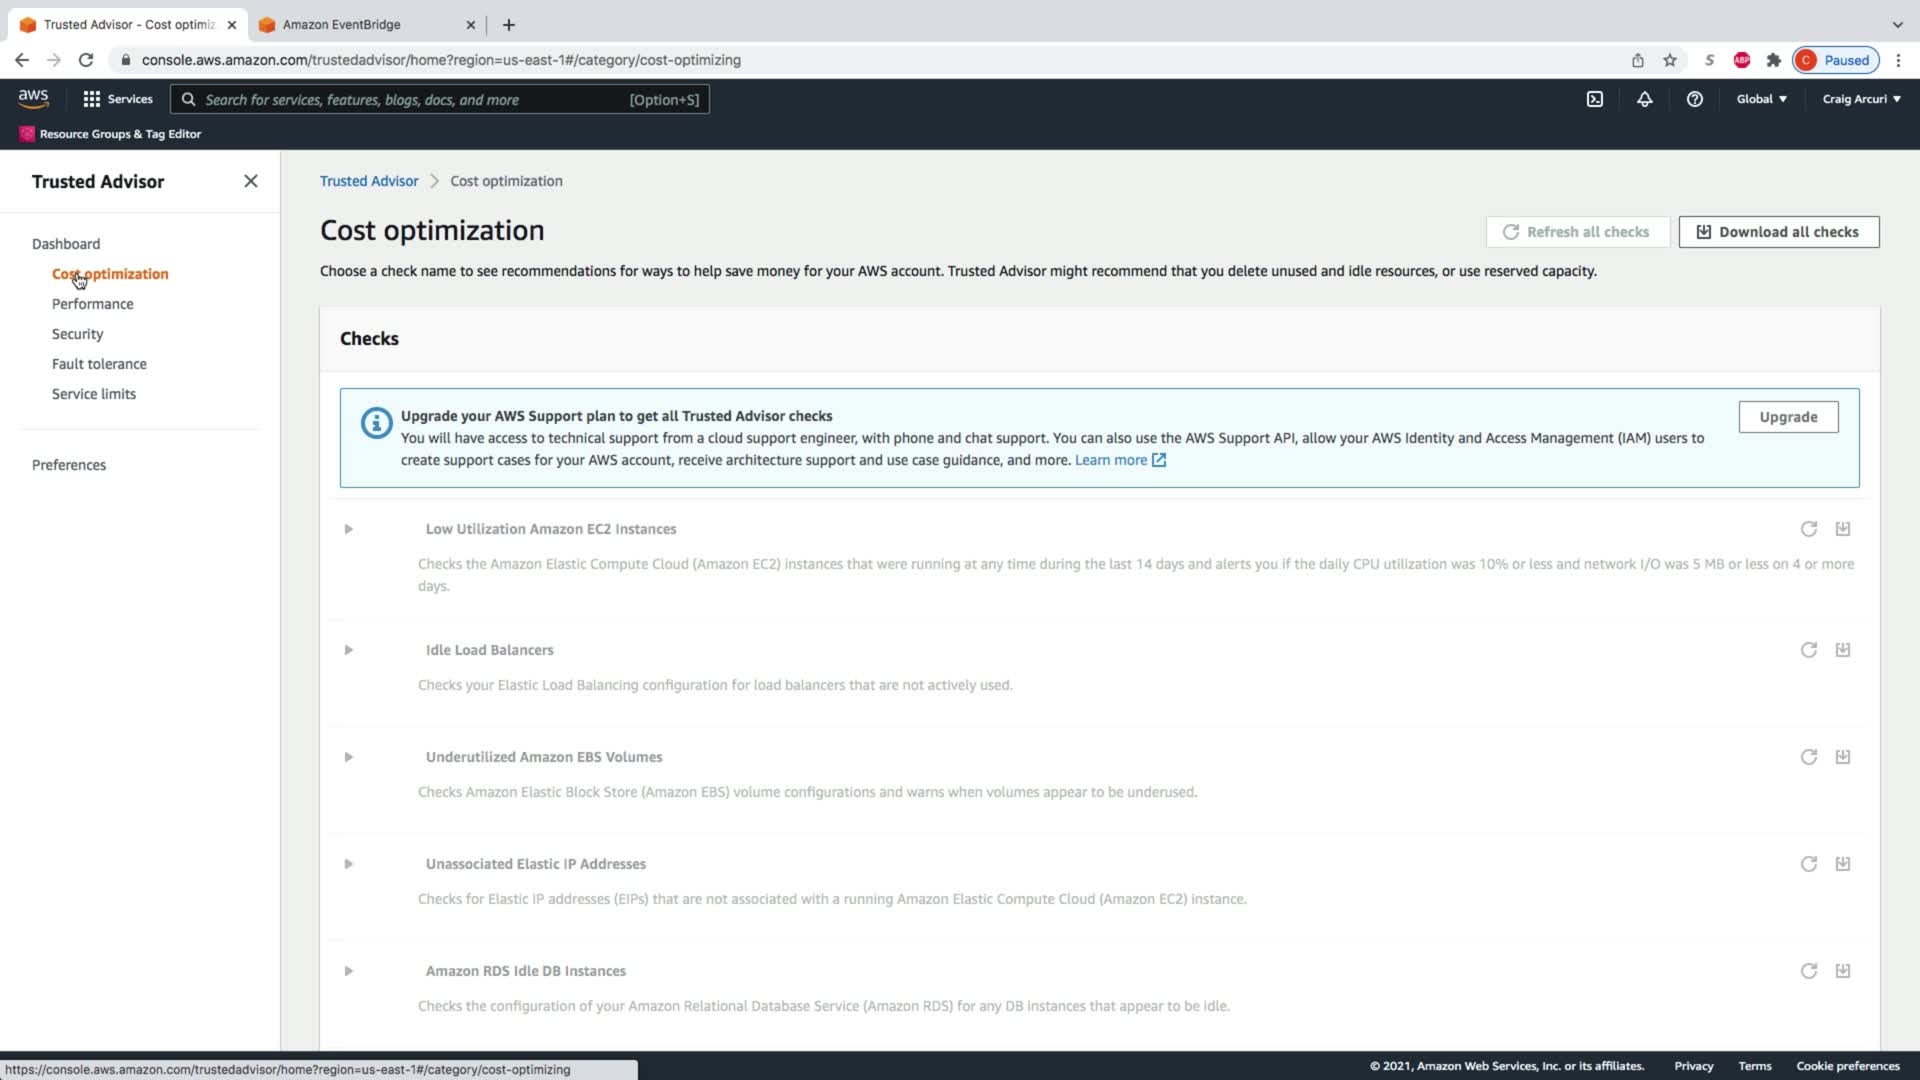 Trusted Advisor - Cost optimiz
Amazon EventBridge
console.aws.amazon.com/trustedadvisor/home?region=us-east-1#/category/cost-optimizing
S
ABP
C
Paused
aws
Services
Search for services, features, blogs, docs, and more
[Option+S]
Global
Craig Arcuri
Resource Groups & Tag Editor
Trusted Advisor
Dashboard
Cost optimization
Performance
Security
Fault tolerance
Service limits
Preferences
Trusted Advisor > Cost optimization
Cost optimization
Refresh all checks
Download all checks
Choose a check name to see recommendations for ways to help save money for your AWS account. Trusted Advisor might recommend that you delete unused and idle resources, or use reserved capacity.
Checks
Upgrade your AWS Support plan to get all Trusted Advisor checks
You will have access to technical support from a cloud support engineer, with phone and chat support. You can also use the AWS Support API, allow your AWS Identity and Access Management (IAM) users to
create support cases for your AWS account, receive architecture support and use case guidance, and more. Learn more
Upgrade
Low Utilization Amazon EC2 Instances
Checks the Amazon Elastic Compute Cloud (Amazon EC2) instances that were running at any time during the last 14 days and alerts you if the daily CPU utilization was 10% or less and network I/O was 5 MB or less on 4 or more
days.
Idle Load Balancers
Checks your Elastic Load Balancing configuration for load balancers that are not actively used.
Underutilized Amazon EBS Volumes
Checks Amazon Elastic Block Store (Amazon EBS) volume configurations and warns when volumes appear to be underused.
Unassociated Elastic IP Addresses
Checks for Elastic IP addresses (EIPs) that are not associated with a running Amazon Elastic Compute Cloud (Amazon EC2) instance.
Amazon RDS Idle DB Instances
Checks the configuration of your Amazon Relational Database Service (Amazon RDS) for any DB instances that appear to be idle.
https://console.aws.amazon.com/trustedadvisor/home?region=us-east-1#/category/cost-optimizing
© 2021, Amazon Web Services, Inc. or its affiliates.
Privacy
Terms
Cookie preferences